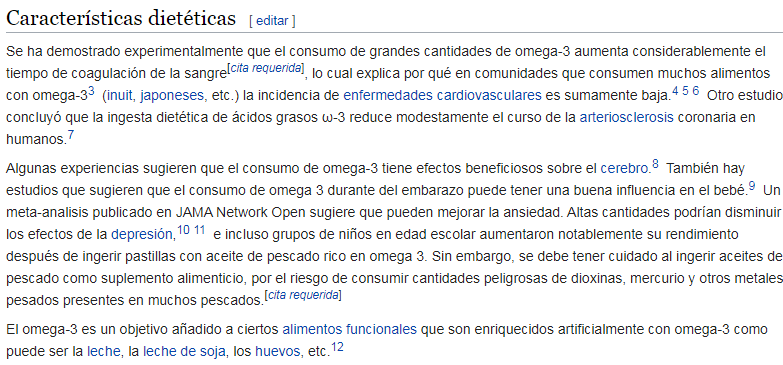 Características dietéticas [ editar ]
Se ha demostrado experimentalmente que el consumo de grandes cantidades de omega-3 aumenta considerablemente el
tiempo de coagulación de la sangre[cita requerida], lo cual explica por qué en comunidades que consumen muchos alimentos
con omega-3 3 (inuit, japoneses, etc.) la incidencia de enfermedades cardiovasculares es sumamente baja. 4 5 6 Otro estudio
concluyó que la ingesta dietética de ácidos grasos ω-3 reduce modestamente el curso de la arteriosclerosis coronaria en
humanos. 7
Algunas experiencias sugieren que el consumo de omega-3 tiene efectos beneficiosos sobre el cerebro. 8 También hay
estudios que sugieren que el consumo de omega 3 durante del embarazo puede tener una buena influencia en el bebé. 9 Un
meta-analisis publicado en JAMA Network Open sugiere que pueden mejorar la ansiedad. Altas cantidades podrían disminuir
los efectos de la depresión, 10 11 e incluso grupos de niños en edad escolar aumentaron notablemente su rendimiento
después de ingerir pastillas con aceite de pescado rico en omega 3. Sin embargo, se debe tener cuidado al ingerir aceites de
pescado como suplemento alimenticio, por el riesgo de consumir cantidades peligrosas de dioxinas, mercurio y otros metales
pesados presentes en muchos pescados.[cita requerida]
El omega-3 es un objetivo añadido a ciertos alimentos funcionales que son enriquecidos artificialmente con omega-3 como
puede ser la leche, la leche de soja, los huevos, etc. 12